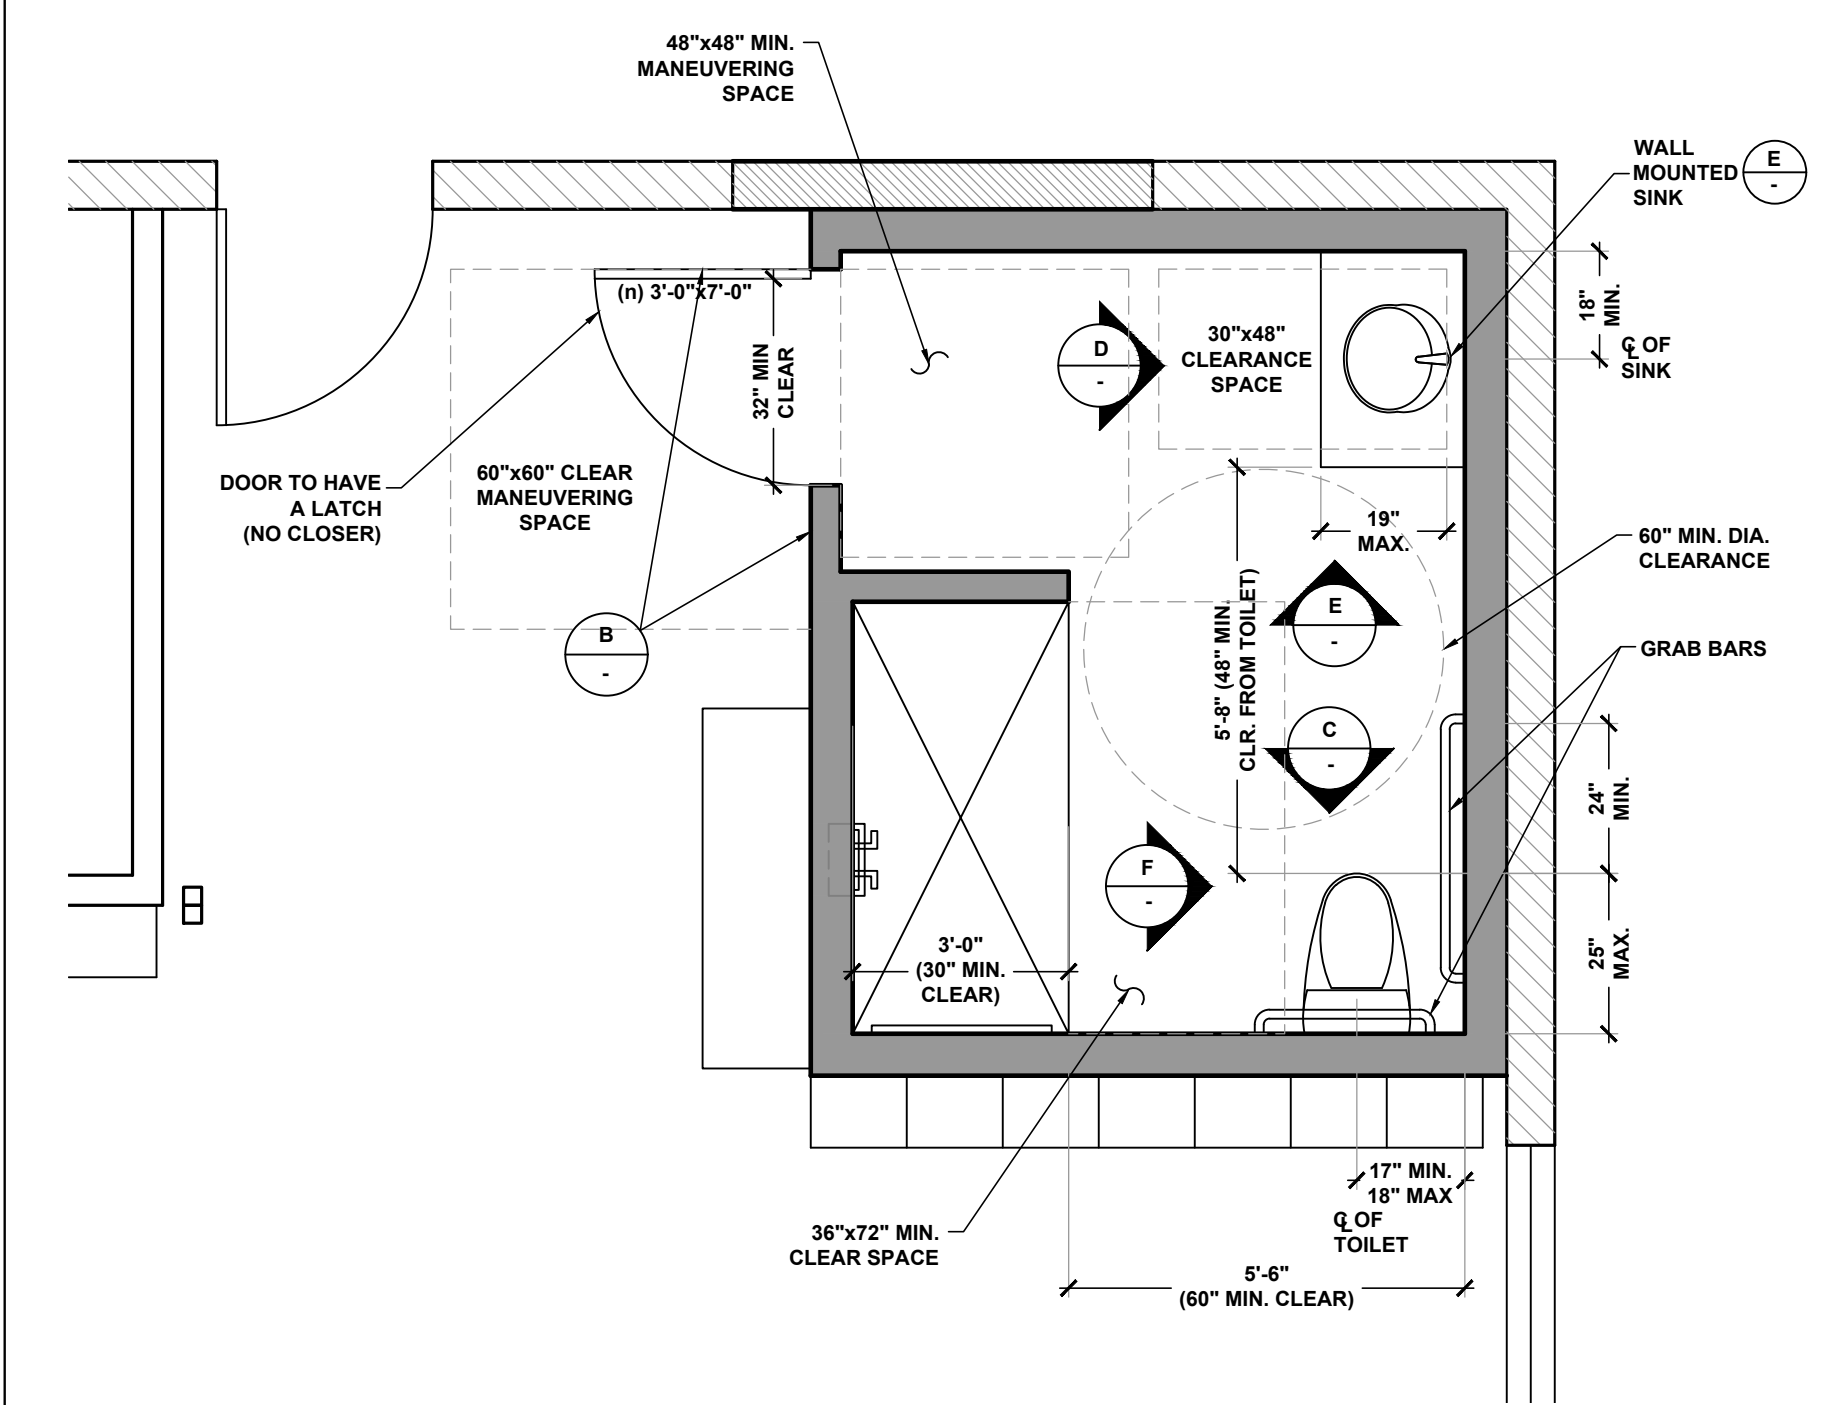 48"x48" MIN.
MANEUVERING
SPACE
WALL
MOUNTED
SINK
E
-
(n) 3'-0"x7'-0"
32" MIN
CLEAR
D
-
30"x48"
CLEARANCE
SPACE
18"
MIN.
℄ OF
SINK
DOOR TO HAVE
A LATCH
(NO CLOSER)
60"x60" CLEAR
MANEUVERING
SPACE
19"
MAX.
60" MIN. DIA.
CLEARANCE
5'-8" (48" MIN.
CLR. FROM TOILET)
E
-
B
-
GRAB BARS
C
-
24"
MIN.
F
-
25"
MAX.
3'-0"
(30" MIN.
CLEAR)
17" MIN.
18" MAX
℄ OF
TOILET
36"x72" MIN.
CLEAR SPACE
5'-6"
(60" MIN. CLEAR)